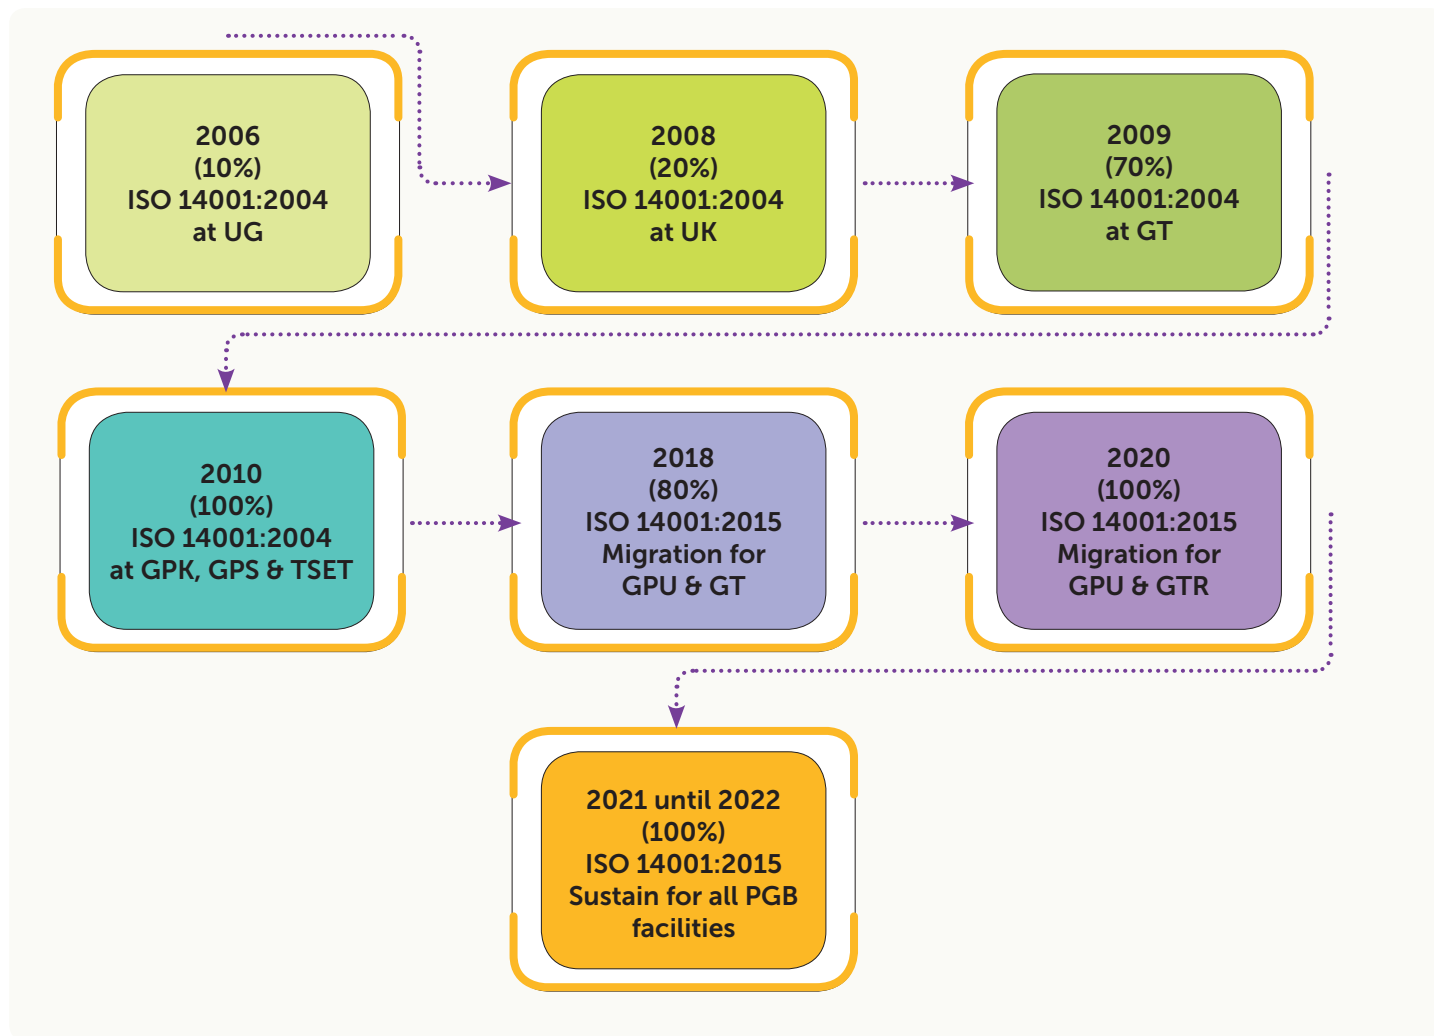 2006
(10%)
ISO 14001:2004
at UG
2008
(20%)
ISO 14001:2004
at UK
2009
(70%)
ISO 14001:2004
at GT
2010
(100%)
ISO 14001:2004
at GPK, GPS & TSET
2018
(80%)
ISO 14001:2015
Migration for
GPU & GT
2020
(100%)
ISO 14001:2015
Migration for
GPU & GTR
2021 until 2022
(100%)
ISO 14001:2015
Sustain for all PGB
facilities